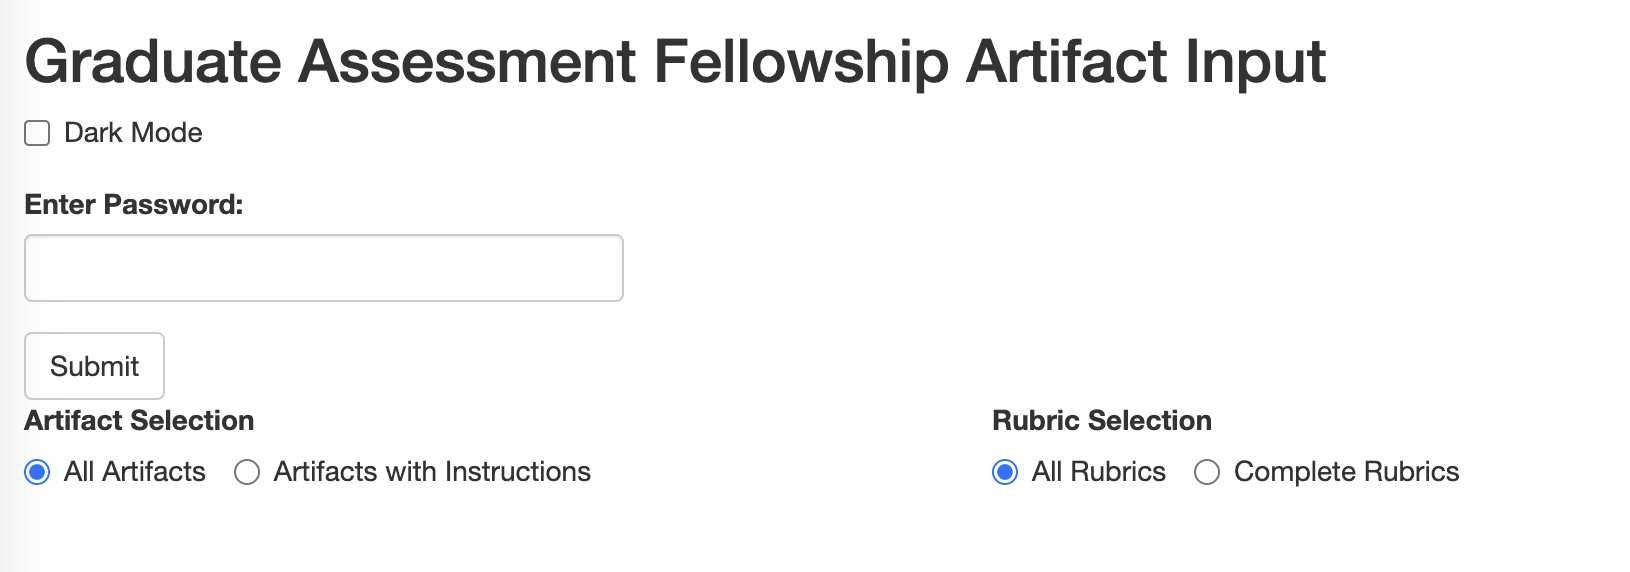 Graduate Assessment Fellowship Artifact Input
Dark Mode
Enter Password:
Submit
Artifact Selection
All Artifacts Artifacts with Instructions
Rubric Selection
All Rubrics Complete Rubrics